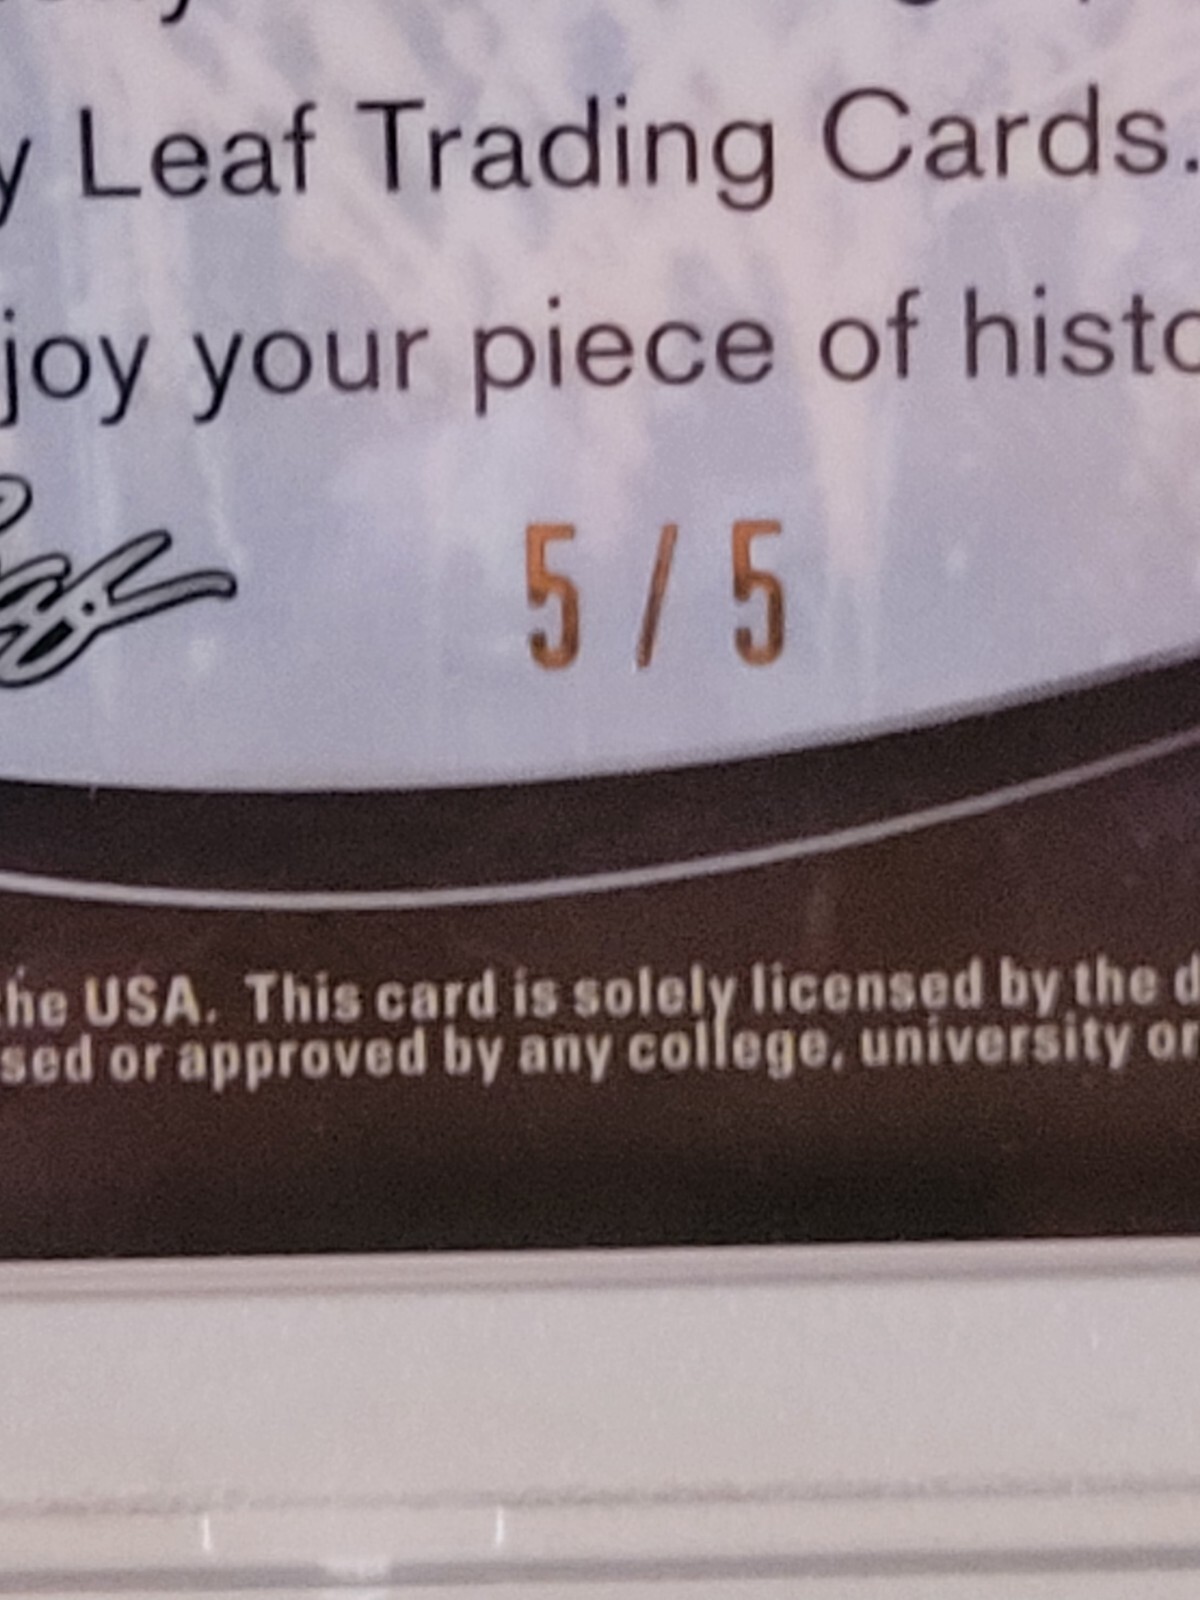 y Leaf Trading Cards.
joy your piece of histo
5 / 5
he USA. This card is solely licensed by the d
sed or approved by any college, university or